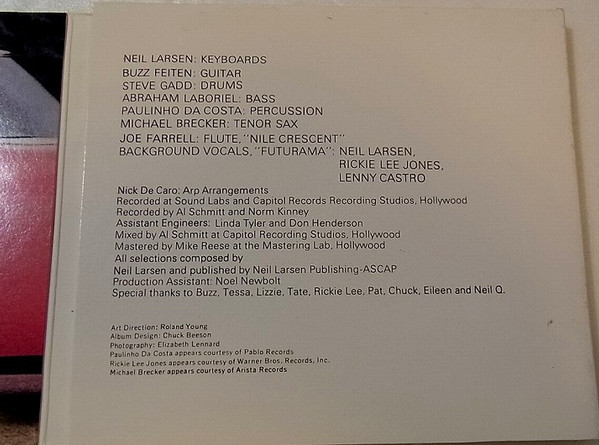 NEIL LARSEN: KEYBOARDS
BUZZ FEITEN: GUITAR
STEVE GADD: DRUMS
ABRAHAM LABORIEL: BASS
PAULINHO DA COSTA: PERCUSSION
MICHAEL BRECKER: TENOR SAX
JOE FARRELL: FLUTE, "NILE CRESCENT"
BACKGROUND VOCALS, "FUTURAMA": NEIL LARSEN,
RICKIE LEE JONES,
LENNY CASTRO
Nick De Caro: Arp Arrangements
Recorded at Sound Labs and Capitol Records Recording Studios, Hollywood
Recorded by Al Schmitt and Norm Kinney
Assistant Engineers: Linda Tyler and Don Henderson
Mixed by Al Schmitt at Capitol Recording Studios, Hollywood
Mastered by Mike Reese at the Mastering Lab, Hollywood
All selections composed by
Neil Larsen and published by Neil Larsen Publishing-ASCAP
Production Assistant: Noel Newbolt
Special thanks to Buzz, Tessa, Lizzie, Tate, Rickie Lee, Pat, Chuck, Eileen and Neil Q.
Art Direction: Roland Young
Album Design: Chuck Beeson
Photography: Elizabeth Lennard
Paulinho Da Costa appears courtesy of Pablo Records
Rickie Lee Jones appears courtesy of Warner Bros. Records, Inc.
Michael Brecker appears courtesy of Arista Records